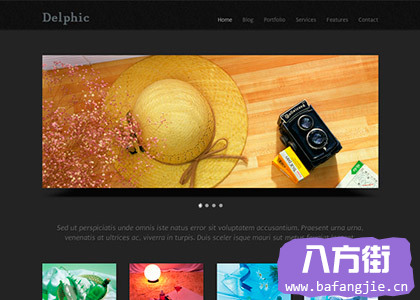 Delphic
Home Blog Portfolio Services Features Contact
Sed ut perspiciatis unde omnis iste natus error sit voluptatem accusantium. Praesent urna urna,
venenatis at ultrices ac, viverra in turpis. Duis sceler isque mauri sut metus
八方街
www.bafangjie.com